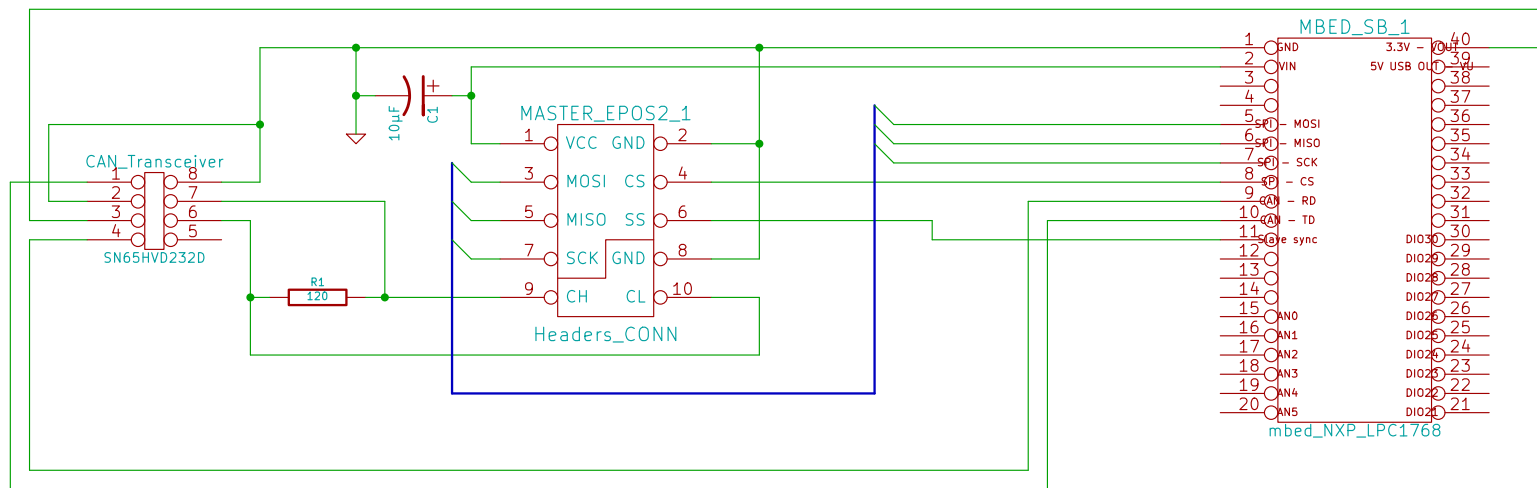 MBED_SB_1
1 GND 3.3V - VOUT 40
2 VIN 5V USB OUT - VU 39
3 38
4 37
5 SPI - MOSI 36
6 SPI - MISO 35
7 SPI - SCK 34
8 SPI - CS 33
9 CAN - RD 32
10 CAN - TD 31
11 Slave sync DIO30 30
12 DIO29 29
13 DIO28 28
14 DIO27 27
15 AN0 DIO26 26
16 AN1 DIO25 25
17 AN2 DIO24 24
18 AN3 DIO23 23
19 AN4 DIO22 22
20 AN5 DIO21 21
mbed_NXP_LPC1768
10µF
+
C1
MASTER_EPOS2_1
1 VCC GND 2
3 MOSI CS 4
5 MISO SS 6
7 SCK GND 8
9 CH CL 10
Headers_CONN
CAN_Transceiver
1 8
2 7
3 6
4 5
SN65HVD232D
R1
120